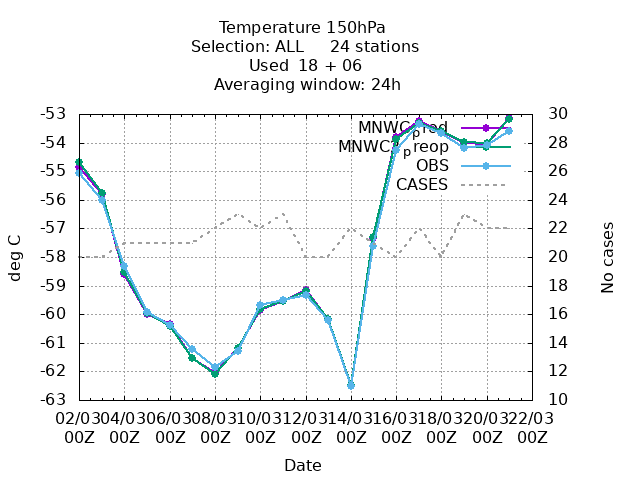 Temperature 150hPa
Selection: ALL     24 stations
Used  18 + 06
Averaging window: 24h
-53
-54
-55
-56
-57
-58
-59
-60
-61
-62
-63
deg C
30
28
26
24
22
20
18
16
14
12
10
No cases
MNWC_prod
MNWC2_preop
OBS
CASES
02/03 04/03 06/03 08/03 10/03 12/03 14/03 16/03 18/03 20/03 22/03
00Z 00Z 00Z 00Z 00Z 00Z 00Z 00Z 00Z 00Z 00Z
Date